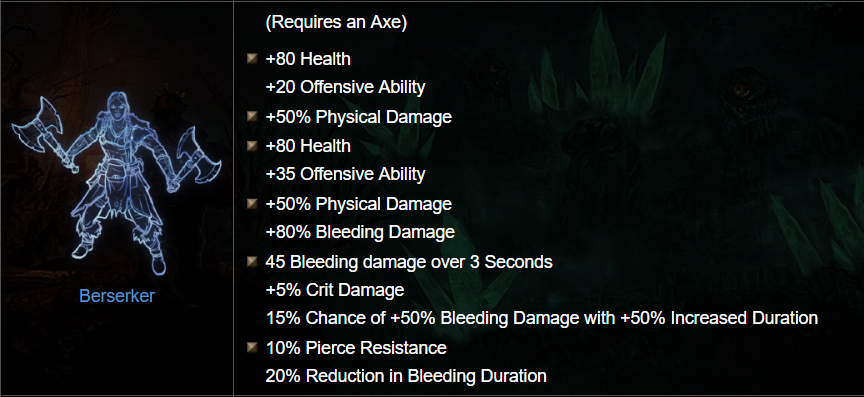 (Requires an Axe)
+80 Health
+20 Offensive Ability
+50% Physical Damage
+80 Health
+35 Offensive Ability
+50% Physical Damage
+80% Bleeding Damage
45 Bleeding damage over 3 Seconds
+5% Crit Damage
15% Chance of +50% Bleeding Damage with +50% Increased Duration
10% Pierce Resistance
20% Reduction in Bleeding Duration
Berserker